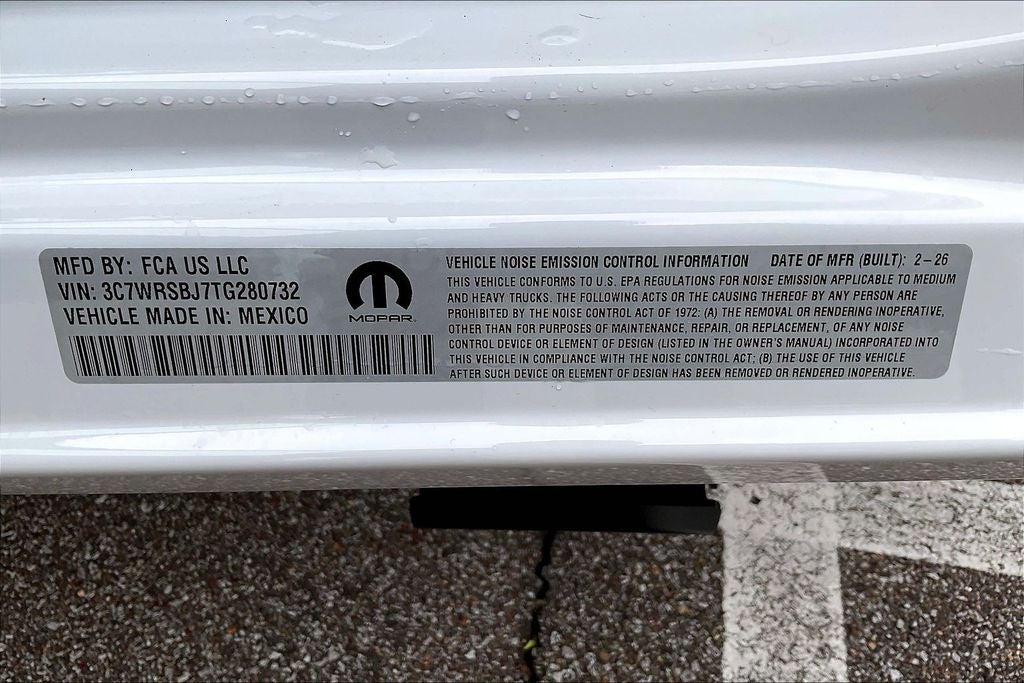 MFD BY: FCA US LLC
VIN: 3C7WRSBJ7TG280732
VEHICLE MADE IN: MEXICO
MOPAR.
VEHICLE NOISE EMISSION CONTROL INFORMATION DATE OF MFR (BUILT): 2-26
THIS VEHICLE CONFORMS TO U.S. EPA REGULATIONS FOR NOISE EMISSION APPLICABLE TO MEDIUM
AND HEAVY TRUCKS. THE FOLLOWING ACTS OR THE CAUSING THEREOF BY ANY PERSON ARE
PROHIBITED BY THE NOISE CONTROL ACT OF 1972: (A) THE REMOVAL OR RENDERING INOPERATIVE,
OTHER THAN FOR PURPOSES OF MAINTENANCE, REPAIR, OR REPLACEMENT, OF ANY NOISE
CONTROL DEVICE OR ELEMENT OF DESIGN (LISTED IN THE OWNER'S MANUAL) INCORPORATED INTO
THIS VEHICLE IN COMPLIANCE WITH THE NOISE CONTROL ACT; (B) THE USE OF THIS VEHICLE
AFTER SUCH DEVICE OR ELEMENT OF DESIGN HAS BEEN REMOVED OR RENDERED INOPERATIVE.